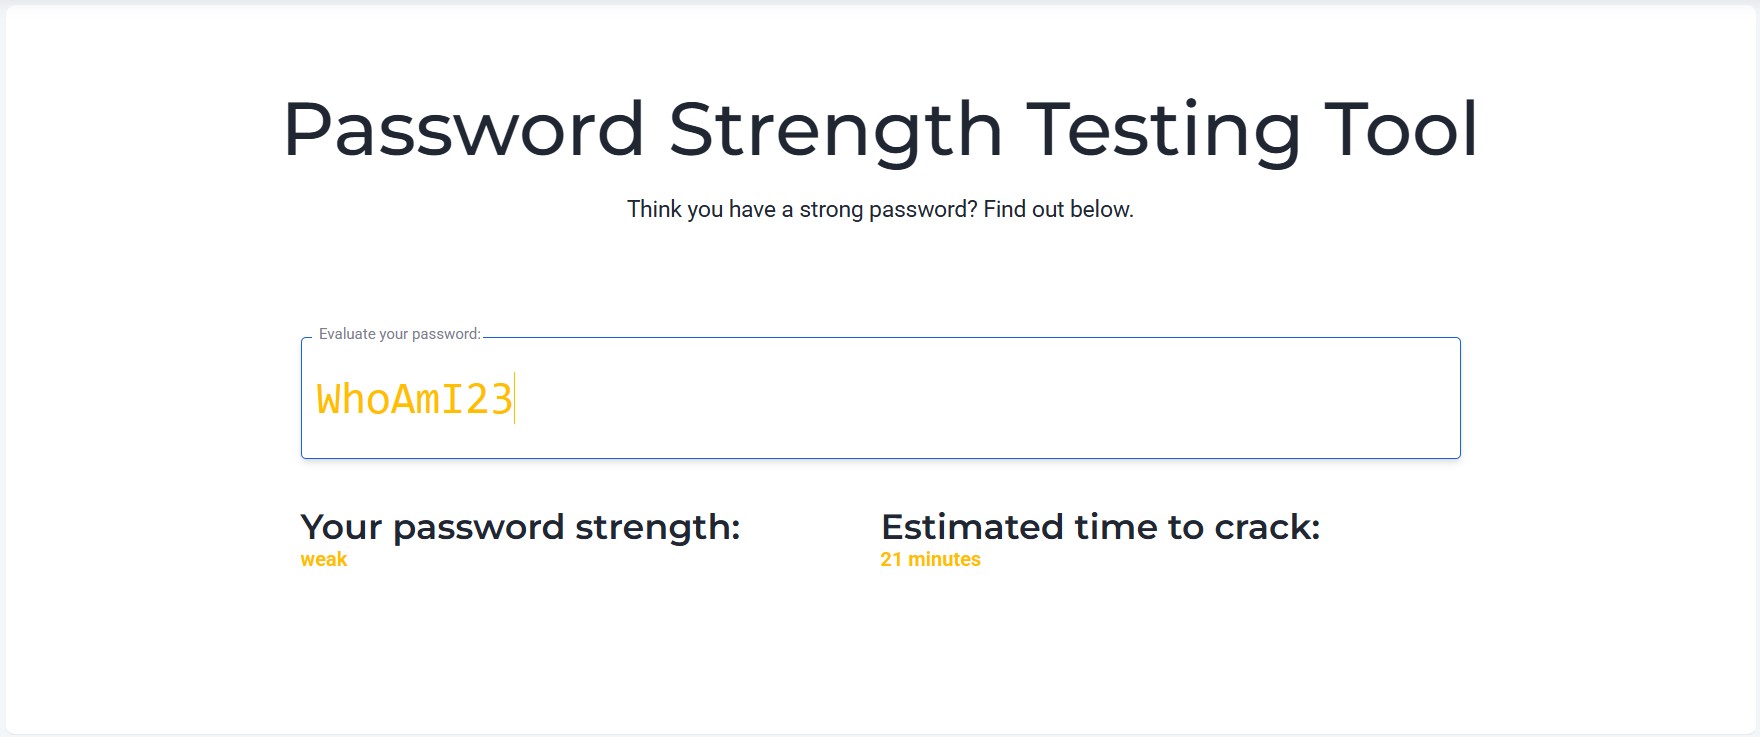 Password Strength Testing Tool
Think you have a strong password? Find out below.
Evaluate your password:
WhoAmI23
Your password strength:
weak
Estimated time to crack:
21 minutes